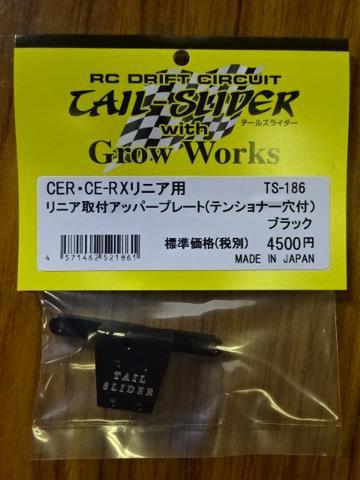 RC DRIFT CIRCUIT
TAIL-SLIDER
テールスライダー
with
Grow Works
CER・CE-RXリニア用 TS-186
リニア取付アッパープレート(テンショナー穴付)
ブラック
標準価格(税別) 4500円
4 571462 521861
MADE IN JAPAN
TAIL
SLIDER